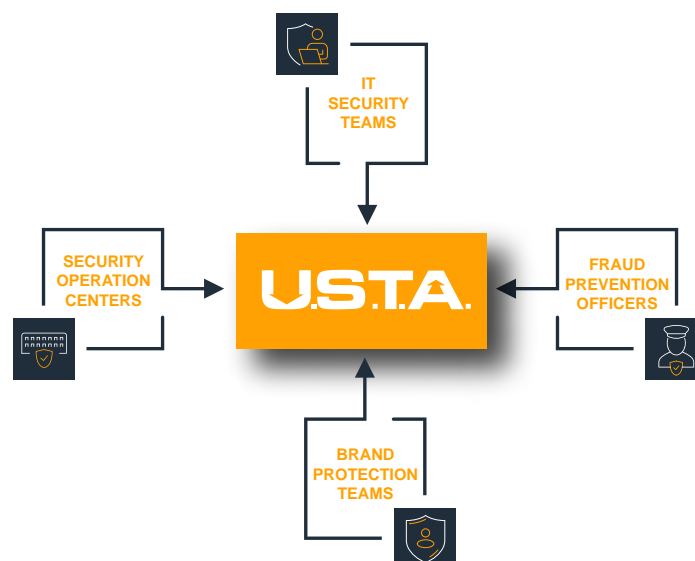 IT
SECURITY
TEAMS
SECURITY
OPERATION
CENTERS
U.S.T.A.
FRAUD
PREVENTION
OFFICERS
BRAND
PROTECTION
TEAMS